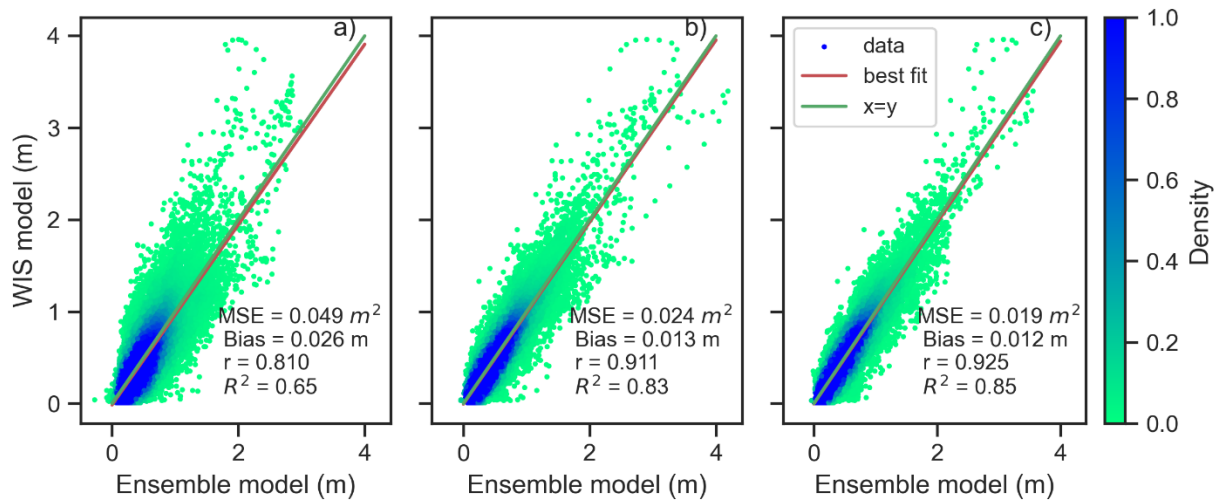 a)
b)
c)
1.0
0.8
0.6
0.4
0.2
0.0
Density
4
3
2
1
0
WIS model (m)
data
best fit
x=y
MSE = 0.049 m²
Bias = 0.026 m
r = 0.810
R² = 0.65
MSE = 0.024 m²
Bias = 0.013 m
r = 0.911
R² = 0.83
MSE = 0.019 m²
Bias = 0.012 m
r = 0.925
R² = 0.85
0 2 4
0 2 4
0 2 4
Ensemble model (m)
Ensemble model (m)
Ensemble model (m)